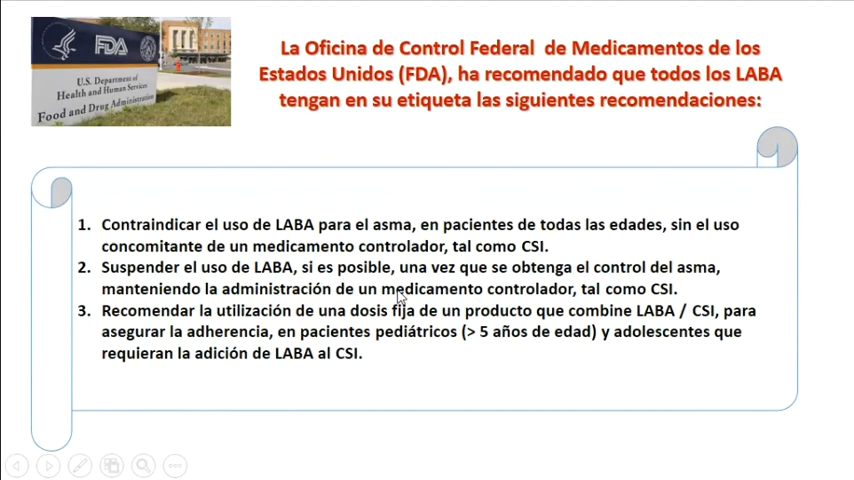 FDA
U.S. Department of
Health and Human Services
Food and Drug Administration
La Oficina de Control Federal de Medicamentos de los
Estados Unidos (FDA), ha recomendado que todos los LABA
tengan en su etiqueta las siguientes recomendaciones:
1. Contraindicar el uso de LABA para el asma, en pacientes de todas las edades, sin el uso
concomitante de un medicamento controlador, tal como CSI.
2. Suspender el uso de LABA, si es posible, una vez que se obtenga el control del asma,
manteniendo la administración de un medicamento controlador, tal como CSI.
3. Recomendar la utilización de una dosis fija de un producto que combine LABA / CSI, para
asegurar la adherencia, en pacientes pediátricos (> 5 años de edad) y adolescentes que
requieran la adición de LABA al CSI.